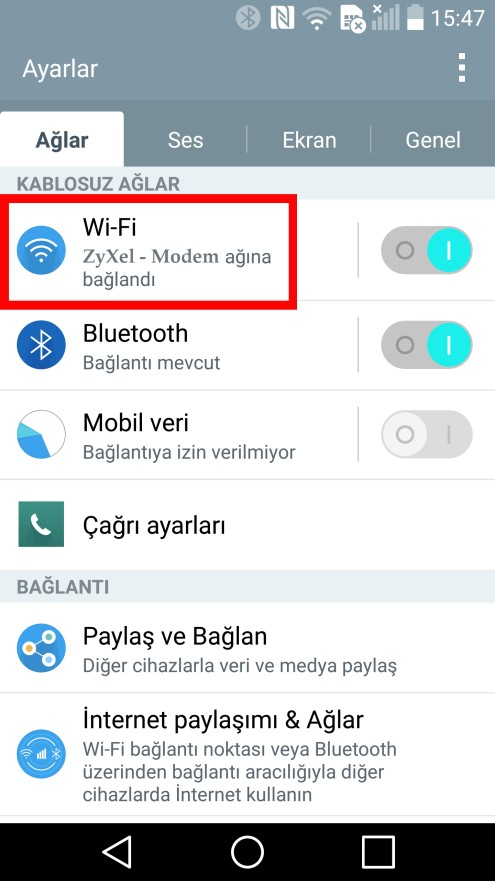 15:47
Ayarlar
Ağlar
Ses
Ekran
Genel
KABLOSUZ AĞLAR
Wi-Fi
ZyXel - Modem ağına
bağlandı
Bluetooth
Bağlantı mevcut
Mobil veri
Bağlantıya izin verilmiyor
Çağrı ayarları
BAĞLANTI
Paylaş ve Bağlan
Diğer cihazlarla veri ve medya paylaş
İnternet paylaşımı & Ağlar
Wi-Fi bağlantı noktası veya Bluetooth
üzerinden bağlantı aracılığıyla diğer
cihazlarda İnternet kullanın